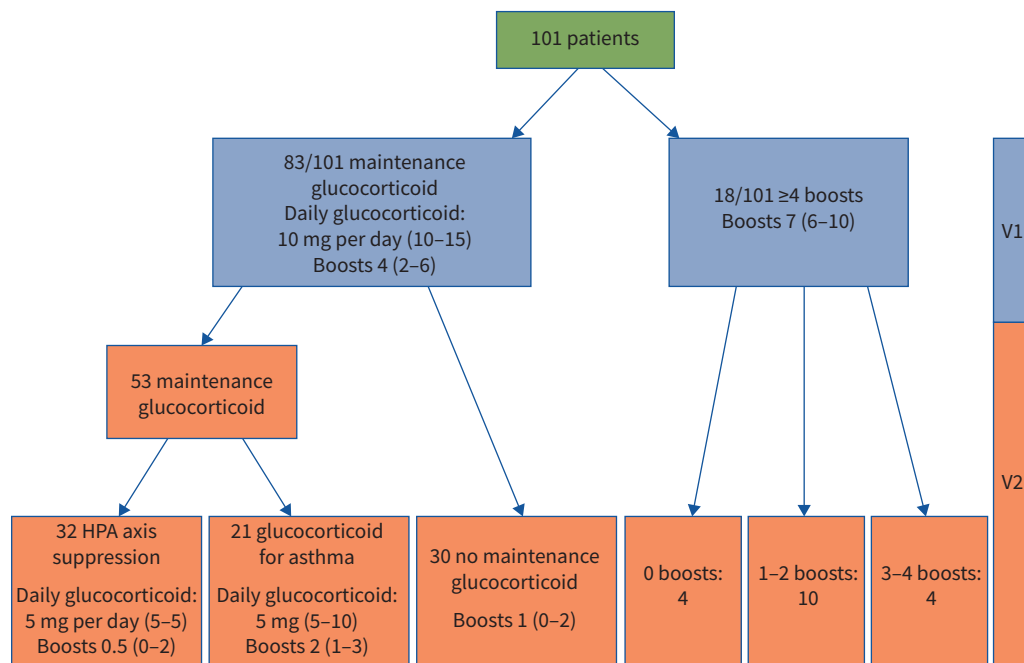 101 patients
83/101 maintenance
glucocorticoid
Daily glucocorticoid:
10 mg per day (10–15)
Boosts 4 (2–6)
18/101 ≥4 boosts
Boosts 7 (6–10)
V1
53 maintenance
glucocorticoid
V2
32 HPA axis
suppression
Daily glucocorticoid:
5 mg per day (5–5)
Boosts 0.5 (0–2)
21 glucocorticoid
for asthma
Daily glucocorticoid:
5 mg (5–10)
Boosts 2 (1–3)
30 no maintenance
glucocorticoid
Boosts 1 (0–2)
0 boosts:
4
1–2 boosts:
10
3–4 boosts:
4